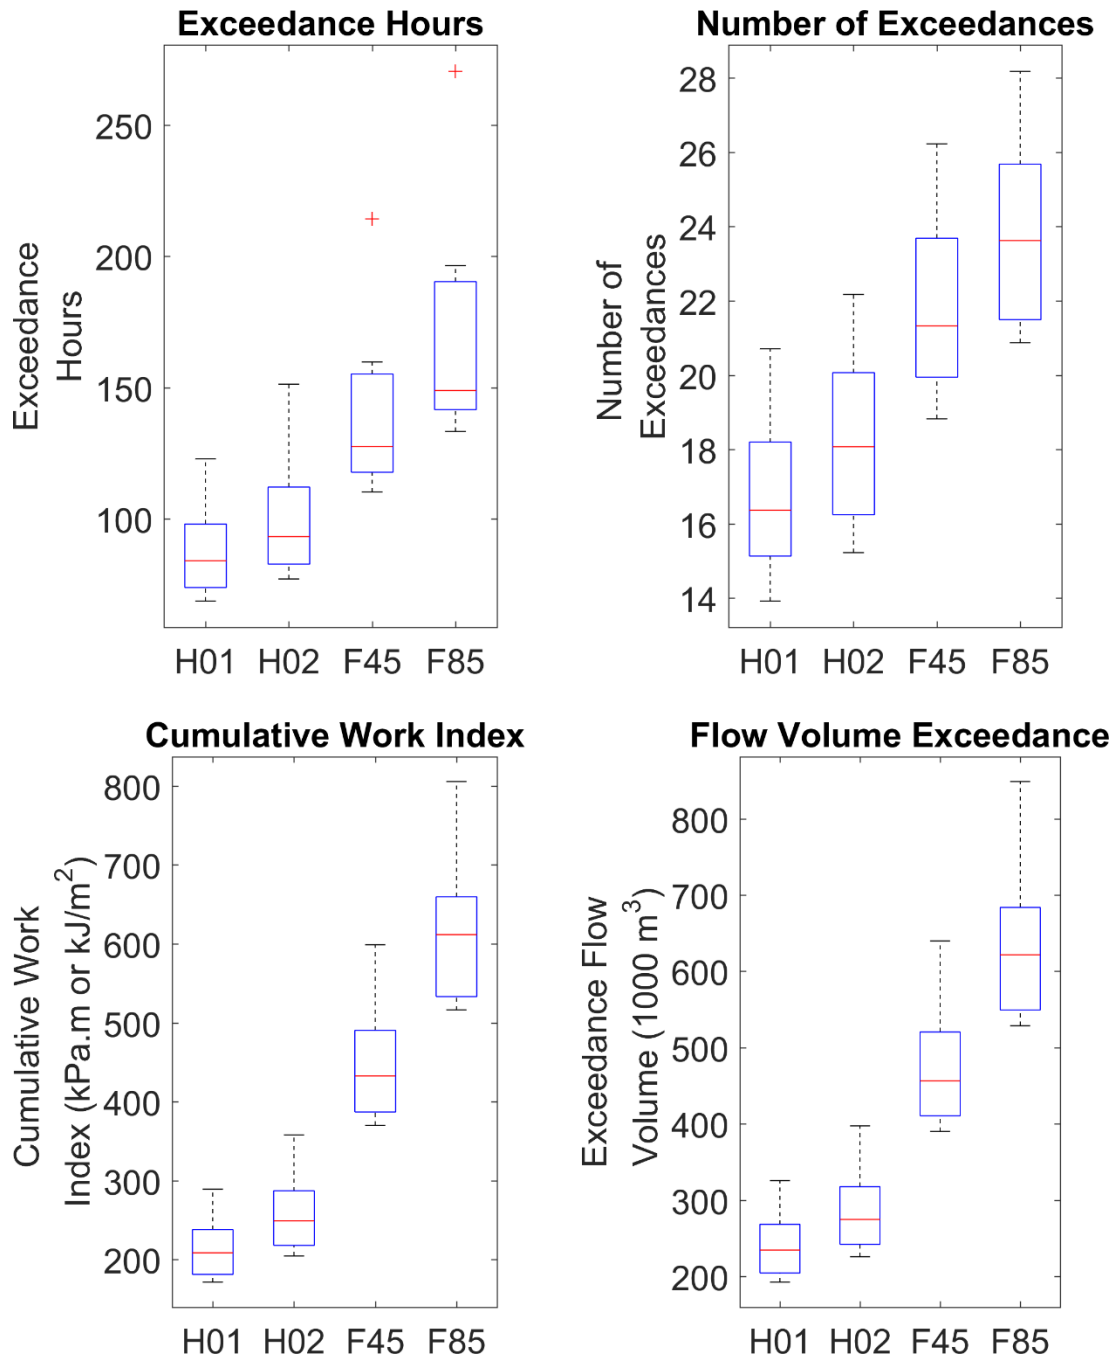 Exceedance Hours
Exceedance
Hours
250
200
150
100
H01 H02 F45 F85
Number of Exceedances
Number of
Exceedances
28
26
24
22
20
18
16
14
H01 H02 F45 F85
Cumulative Work Index
Cumulative Work
Index (kPa.m or kJ/m²)
800
700
600
500
400
300
200
H01 H02 F45 F85
Flow Volume Exceedance
Exceedance Flow
Volume (1000 m³)
800
700
600
500
400
300
200
H01 H02 F45 F85